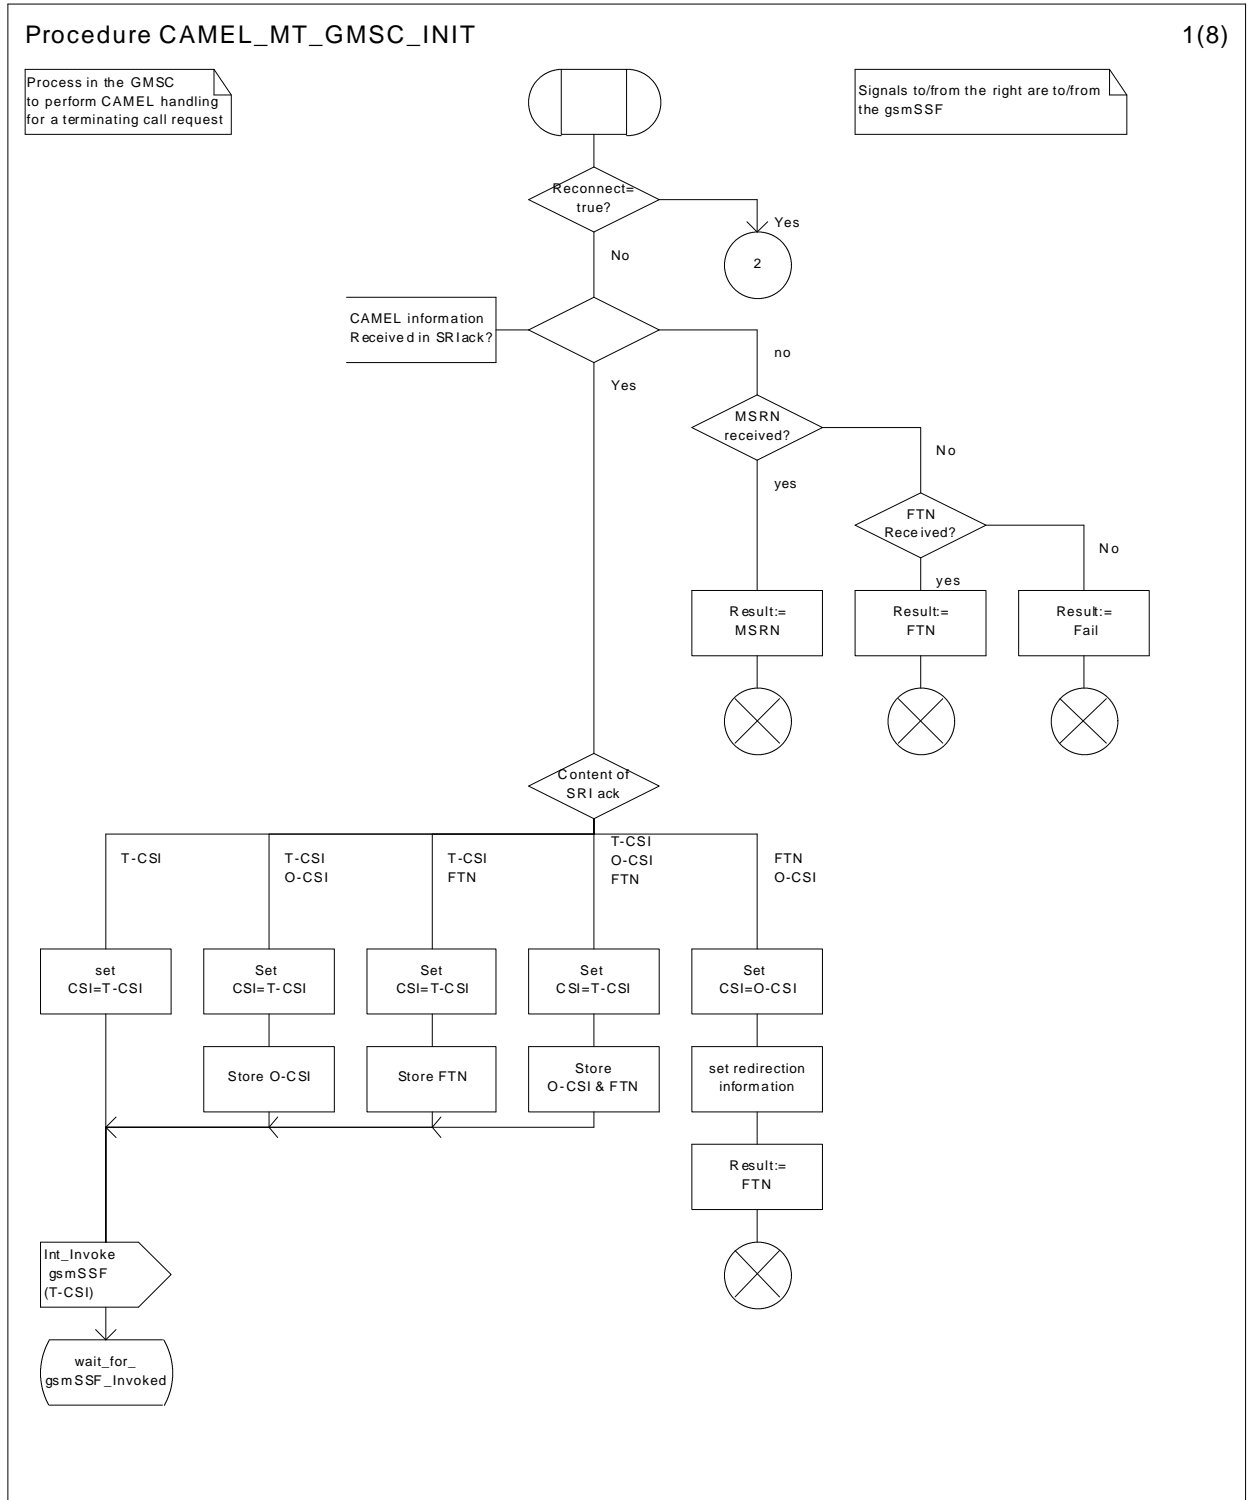 Procedure CAMEL_MT_GMSC_INIT
1(8)
Process in the GMSC
to perform CAMEL handling
for a terminating call request
Signals to/from the right are to/from
the gsmSSF
Reconnect=
true?
Yes
2
No
CAMEL information
Received in SRIack?
no
Yes
MSRN
received?
No
yes
FTN
Received?
No
yes
Result:=
MSRN
Result:=
FTN
Result:=
Fail
Content of
SRI ack
T-CSI
T-CSI
O-CSI
T-CSI
FTN
T-CSI
O-CSI
FTN
FTN
O-CSI
set
CSI=T-CSI
Set
CSI=T-CSI
Set
CSI=T-CSI
Set
CSI=T-CSI
Set
CSI=O-CSI
Store O-CSI
Store FTN
Store
O-CSI & FTN
set redirection
information
Result:=
FTN
Int_Invoke
gsmSSF
(T-CSI)
wait_for_
gsmSSF_Invoked